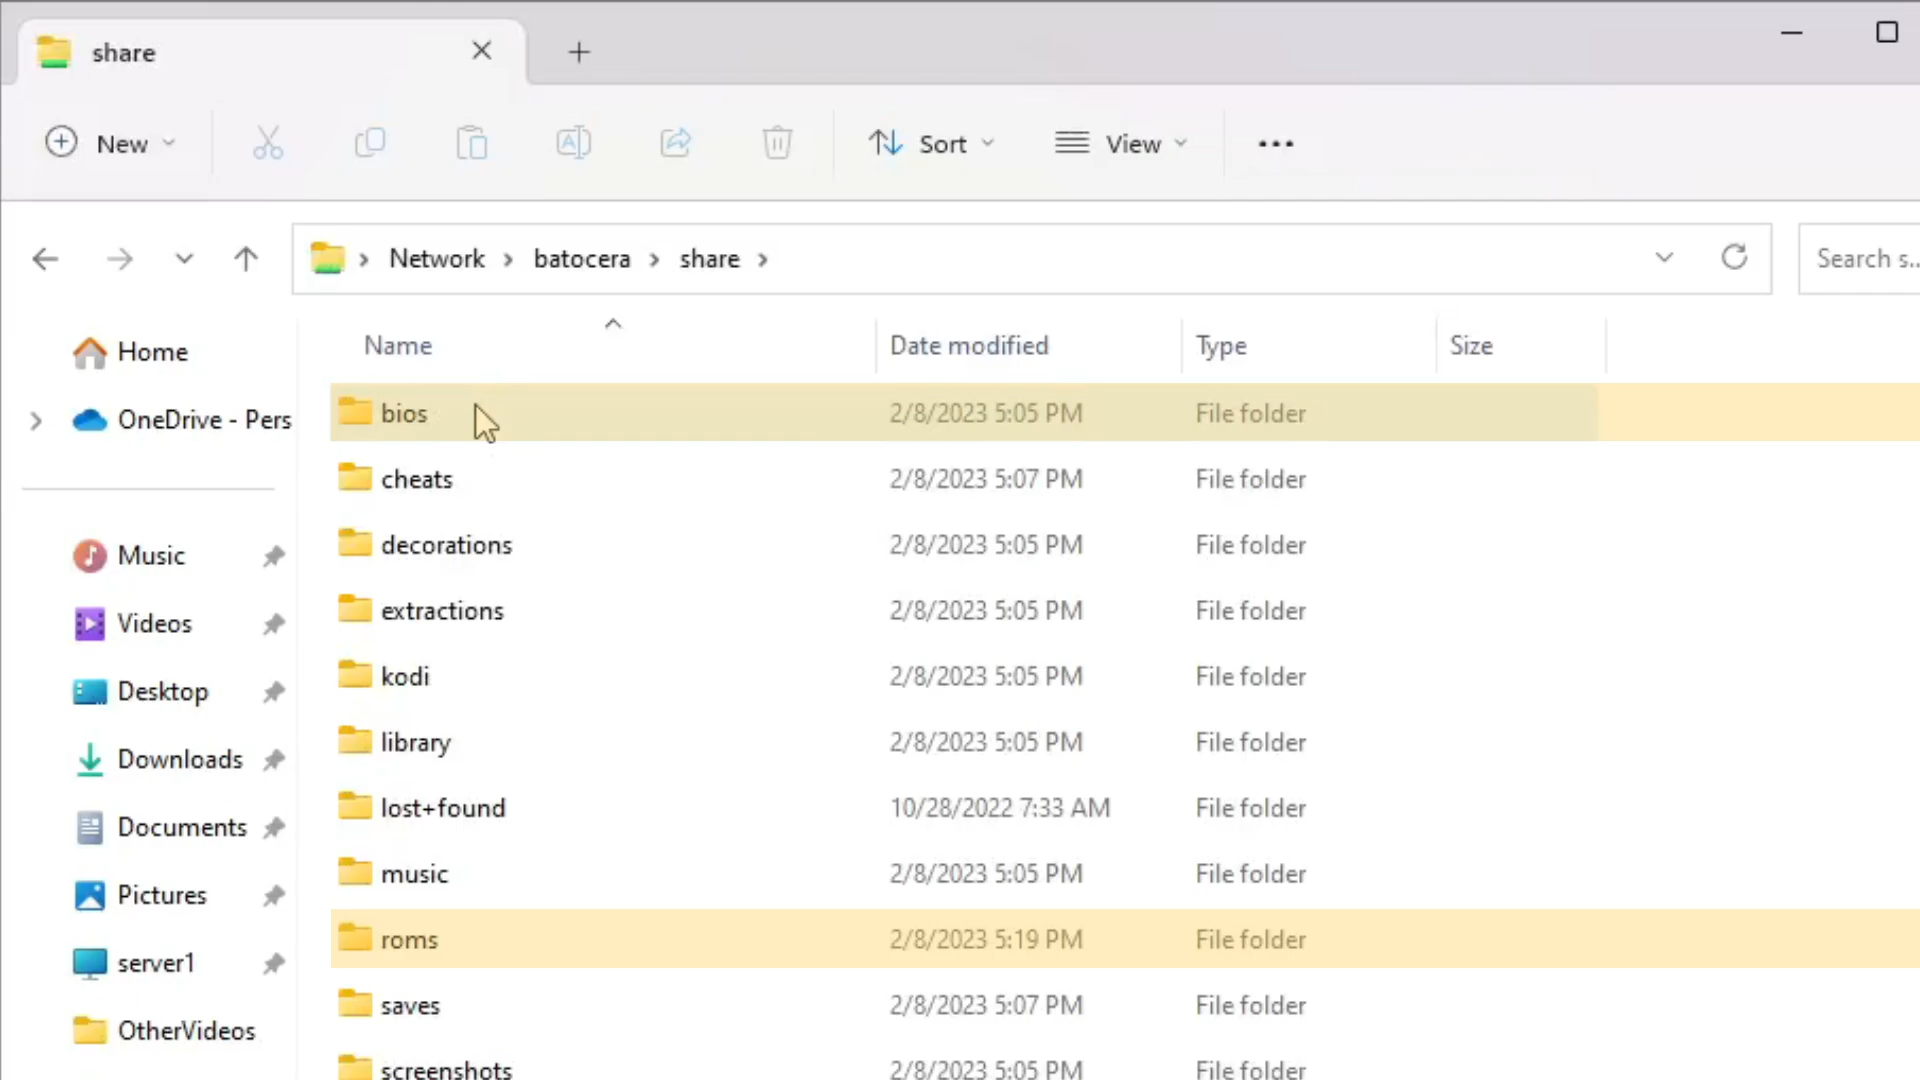 share
New
Sort
View
Network > batocera > share >
Search s...
Name Date modified Type Size
Home
OneDrive - Pers
Music
Videos
Desktop
Downloads
Documents
Pictures
server1
OtherVideos
bios 2/8/2023 5:05 PM File folder
cheats 2/8/2023 5:07 PM File folder
decorations 2/8/2023 5:05 PM File folder
extractions 2/8/2023 5:05 PM File folder
kodi 2/8/2023 5:05 PM File folder
library 2/8/2023 5:05 PM File folder
lost+found 10/28/2022 7:33 AM File folder
music 2/8/2023 5:05 PM File folder
roms 2/8/2023 5:19 PM File folder
saves 2/8/2023 5:07 PM File folder
screenshots 2/8/2023 5:05 PM File folder